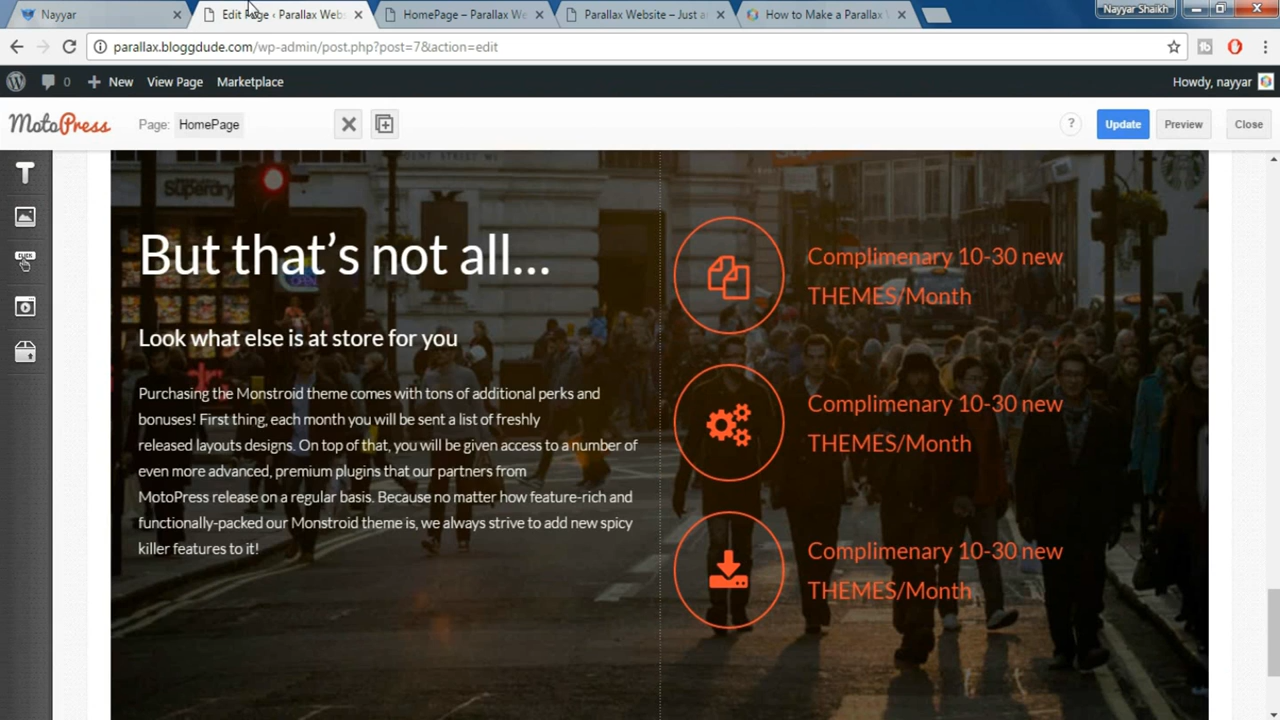 Nayyar
Edit Page ‹ Parallax Webs
HomePage – Parallax We
Parallax Website – Just a
How to Make a Parallax
Nayyar Shaikh
parallax.bloggdude.com/wp-admin/post.php?post=7&action=edit
0
New
View Page
Marketplace
Howdy, nayyar
MotoPress
Page:
HomePage
?
Update
Preview
Close
T
Superdry
But that’s not all...
Look what else is at store for you
Purchasing the Monstroid theme comes with tons of additional perks and
bonuses! First thing, each month you will be sent a list of freshly
released layouts designs. On top of that, you will be given access to a number of
even more advanced, premium plugins that our partners from
MotoPress release on a regular basis. Because no matter how feature-rich and
functionally-packed our Monstroid theme is, we always strive to add new spicy
killer features to it!
Complimenary 10-30 new
THEMES/Month
Complimenary 10-30 new
THEMES/Month
Complimenary 10-30 new
THEMES/Month